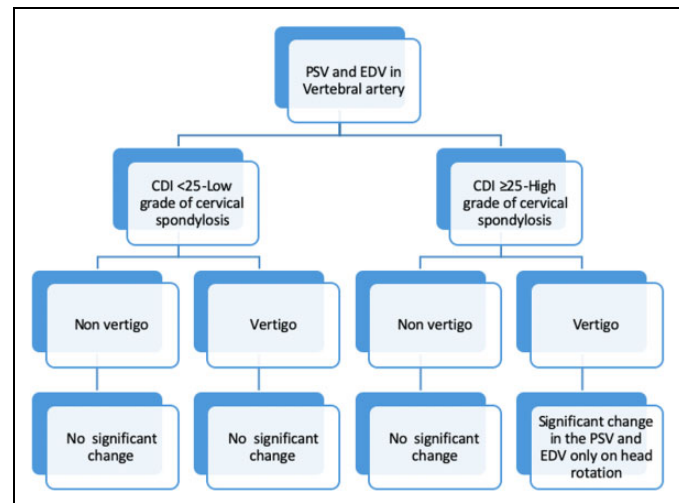 PSV and EDV in
Vertebral artery
CDI <25-Low
grade of cervical
spondylosis
CDI ≥25-High
grade of cervical
spondylosis
Non vertigo
Vertigo
Non vertigo
Vertigo
No significant
change
No significant
change
No significant
change
Significant change
in the PSV and
EDV only on head
rotation